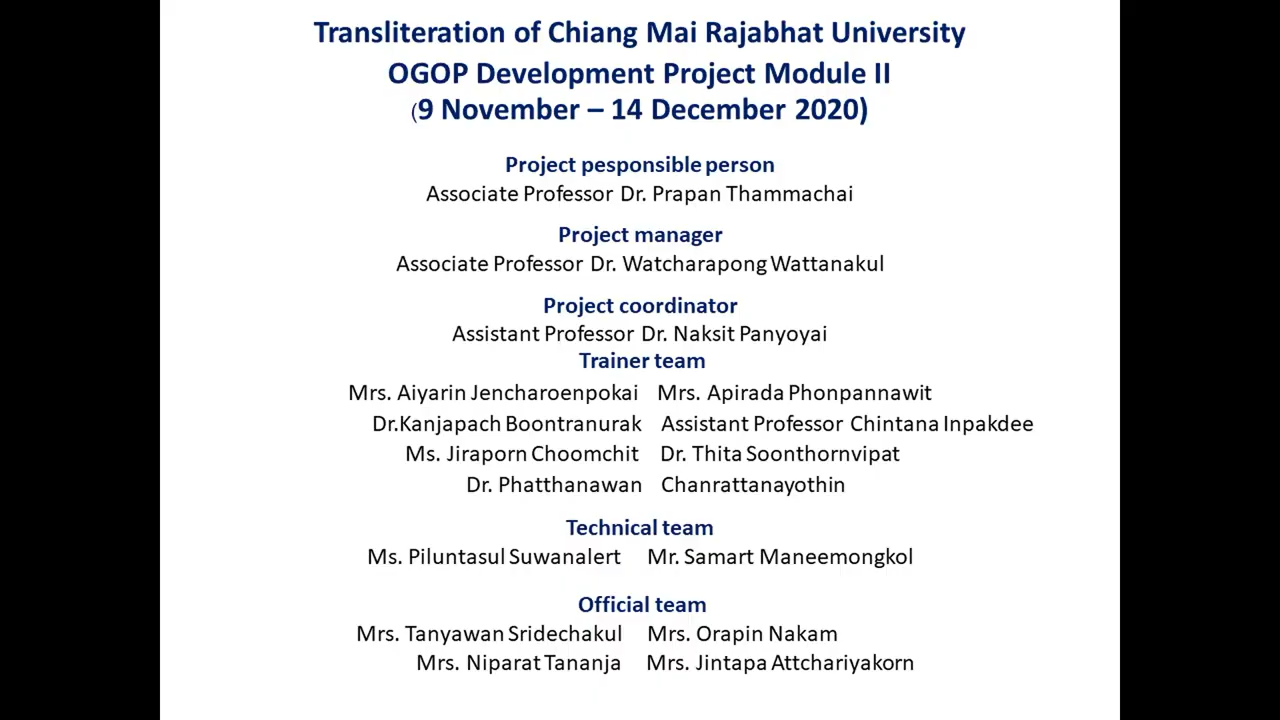 Transliteration of Chiang Mai Rajabhat University
OGOP Development Project Module II
(9 November – 14 December 2020)
Project pesponsible person
Associate Professor Dr. Prapan Thammachai
Project manager
Associate Professor Dr. Watcharapong Wattanakul
Project coordinator
Assistant Professor Dr. Naksit Panyoyai
Trainer team
Mrs. Aiyarin Jencharoenpokai Mrs. Apirada Phonpannawit
Dr.Kanjapach Boontranurak Assistant Professor Chintana Inpakdee
Ms. Jiraporn Choomchit Dr. Thita Soonthornvipat
Dr. Phatthanawan Chanrattanayothin
Technical team
Ms. Piluntasul Suwanalert Mr. Samart Maneemongkol
Official team
Mrs. Tanyawan Sridechakul Mrs. Orapin Nakam
Mrs. Niparat Tananja Mrs. Jintapa Attchariyakorn